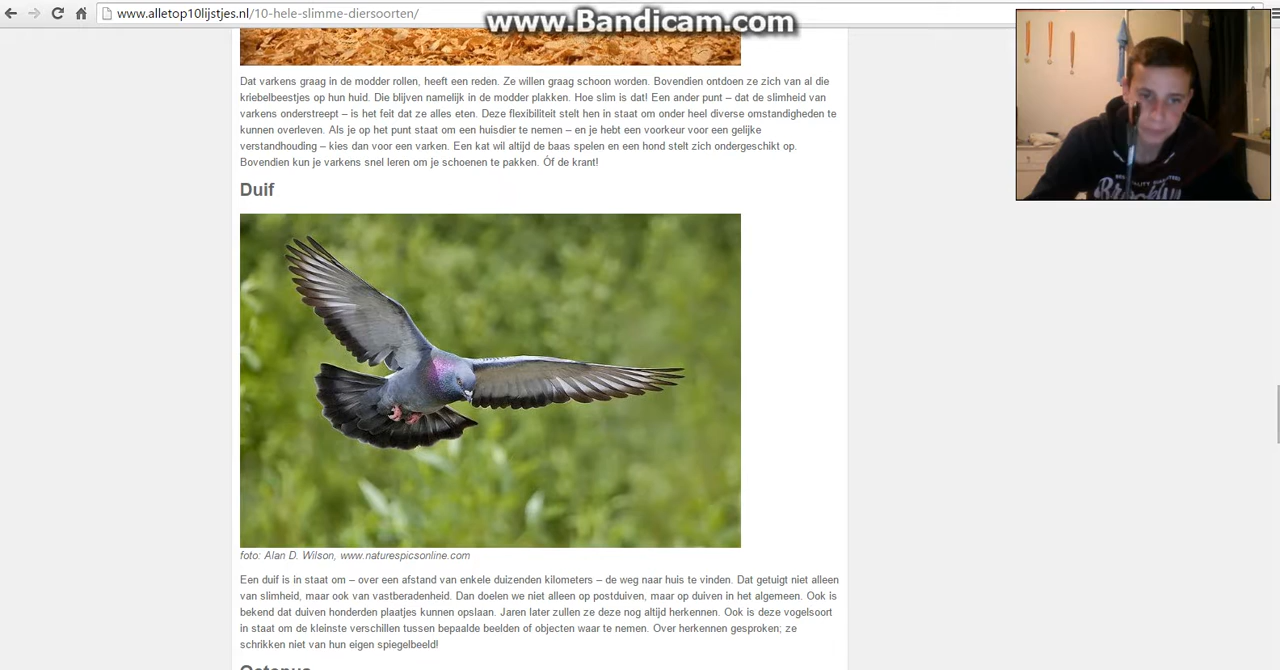 www.alletop10lijstjes.nl/10-hele-slimme-diersoorten/
www.Bandicam.com
Dat varkens graag in de modder rollen, heeft een reden. Ze willen graag schoon worden. Bovendien ontdoen ze zich van al die
kriebelbeestjes op hun huid. Die blijven namelijk in de modder plakken. Hoe slim is dat! Een ander punt – dat de slimheid van
varkens onderstreept – is het feit dat ze alles eten. Deze flexibiliteit stelt hen in staat om onder heel diverse omstandigheden te
kunnen overleven. Als je op het punt staat om een huisdier te nemen – en je hebt een voorkeur voor een gelijke
verstandhouding – kies dan voor een varken. Een kat wil altijd de baas spelen en een hond stelt zich ondergeschikt op.
Bovendien kun je varkens snel leren om je schoenen te pakken. Óf de krant!
Duif
foto: Alan D. Wilson, www.naturespicsonline.com
Een duif is in staat om – over een afstand van enkele duizenden kilometers – de weg naar huis te vinden. Dat getuigt niet alleen
van slimheid, maar ook van vastberadenheid. Dan doelen we niet alleen op postduiven, maar op duiven in het algemeen. Ook is
bekend dat duiven honderden plaatjes kunnen opslaan. Jaren later zullen ze deze nog altijd herkennen. Ook is deze vogelsoort
in staat om de kleinste verschillen tussen bepaalde beelden of objecten waar te nemen. Over herkennen gesproken; ze
schrikken niet van hun eigen spiegelbeeld!
Octopus